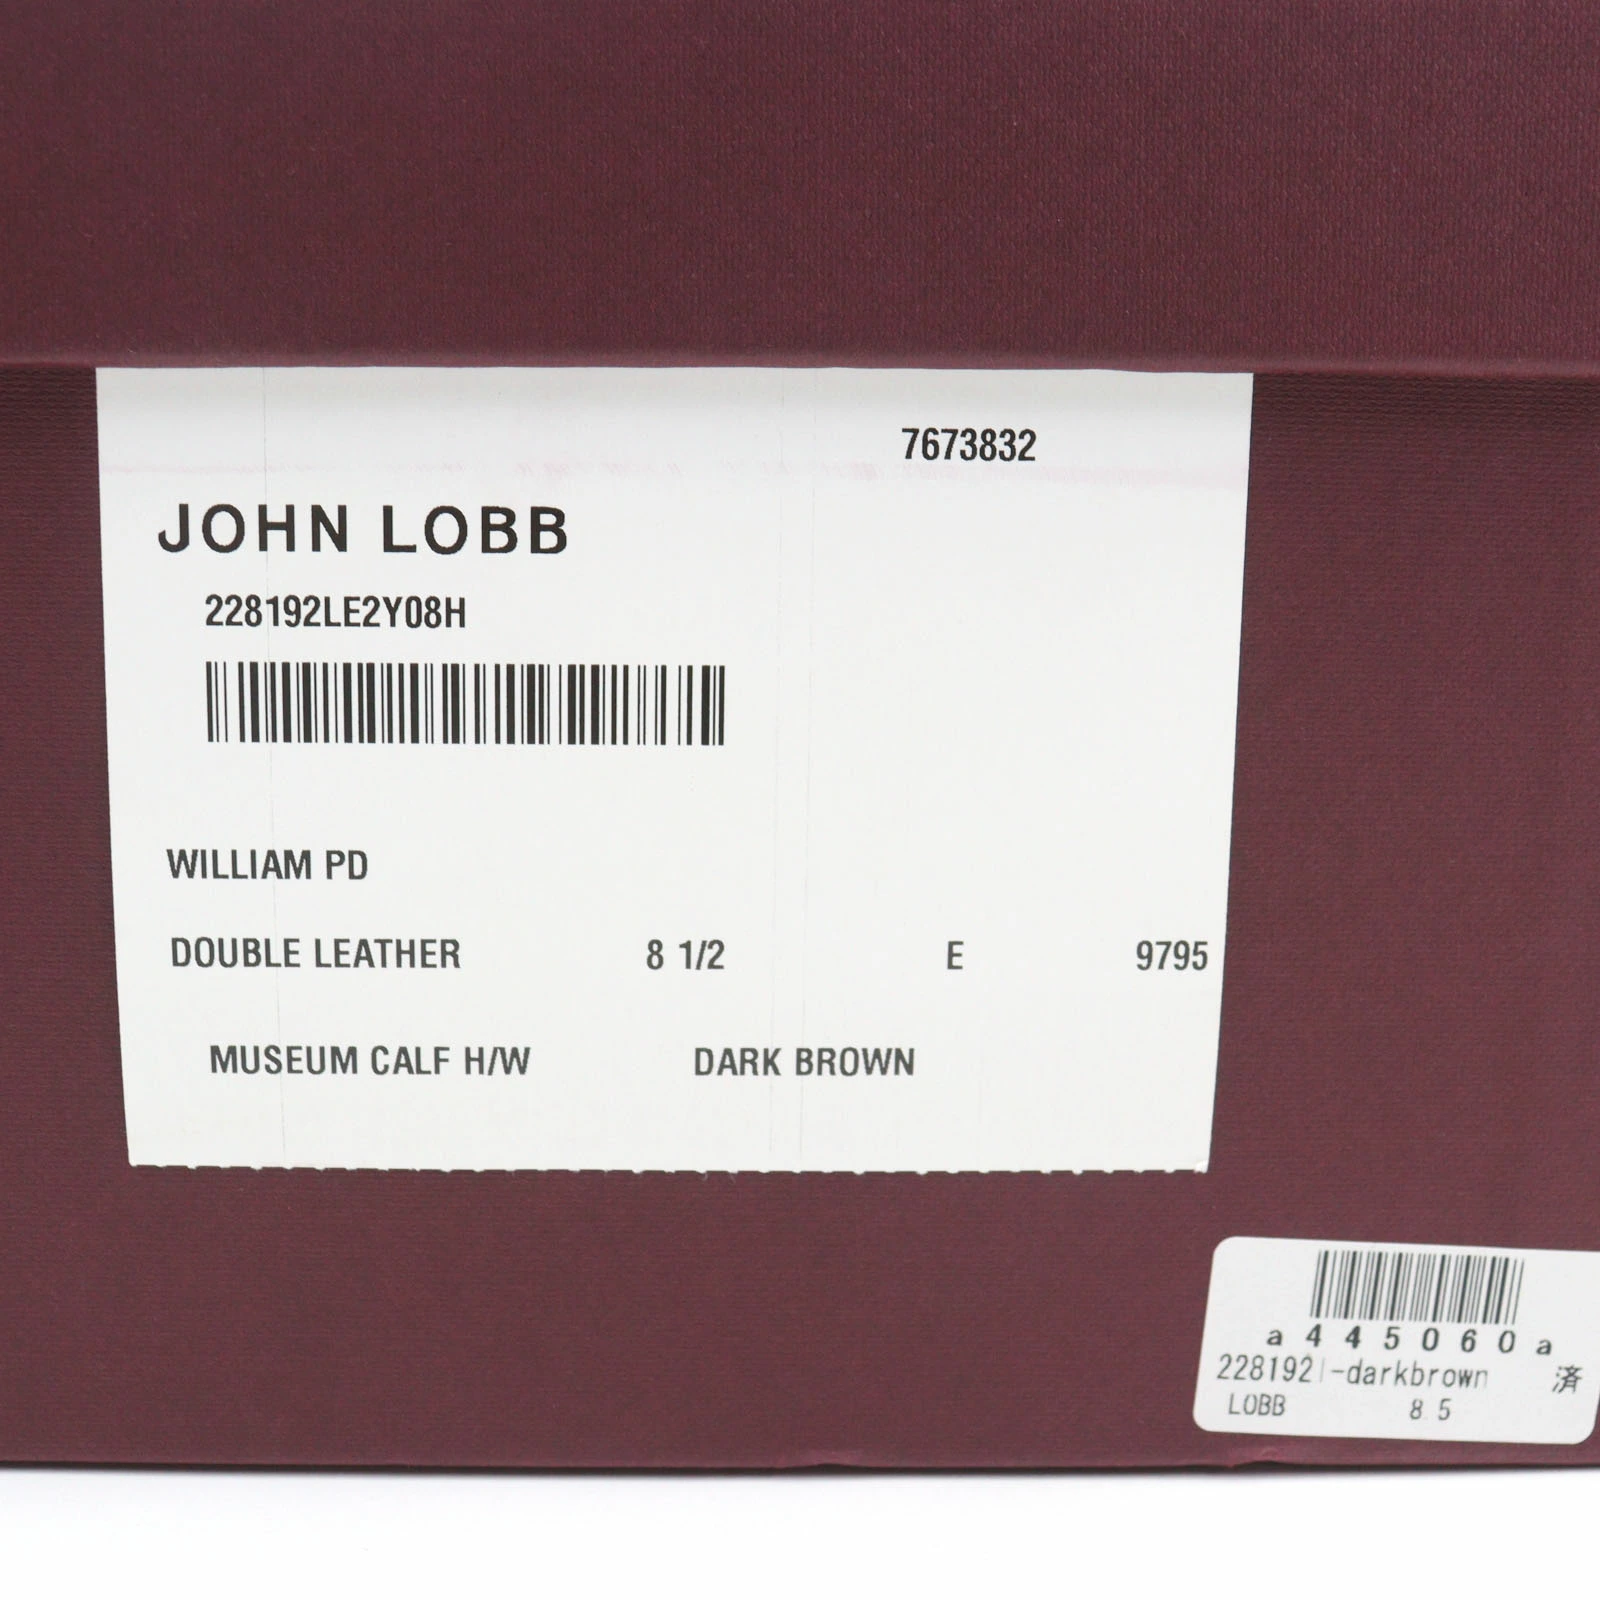 7673832
JOHN LOBB
228192LE2Y08H
WILLIAM PD
DOUBLE LEATHER 8 1/2 E 9795
MUSEUM CALF H/W DARK BROWN
a445060a
228192l-darkbrown 済
LOBB 8.5